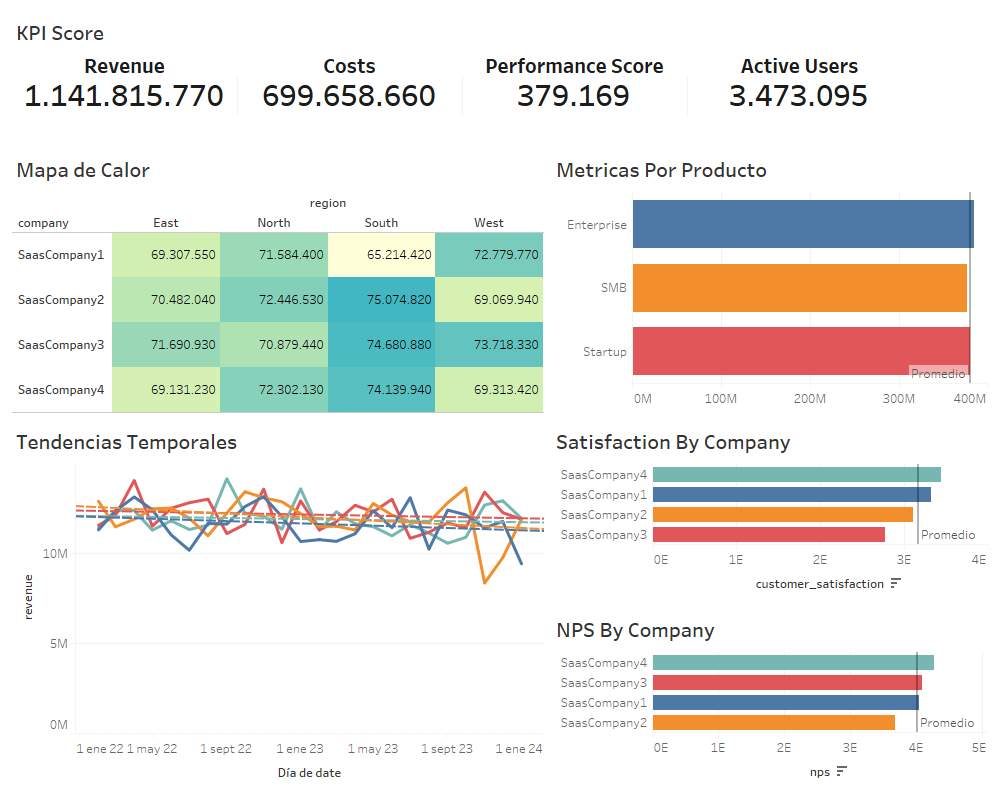 KPI Score
Revenue Costs Performance Score Active Users
1.141.815.770 699.658.660 379.169 3.473.095
Mapa de Calor
region
company East North South West
SaasCompany1 69.307.550 71.584.400 65.214.420 72.779.770
SaasCompany2 70.482.040 72.446.530 75.074.820 69.069.940
SaasCompany3 71.690.930 70.879.440 74.680.880 73.718.330
SaasCompany4 69.131.230 72.302.130 74.139.940 69.313.420
Metricas Por Producto
Enterprise
SMB
Startup
Promedio
0M 100M 200M 300M 400M
Tendencias Temporales
10M
5M
0M
revenue
1 ene 22 1 may 22 1 sept 22 1 ene 23 1 may 23 1 sept 23 1 ene 24
Día de date
Satisfaction By Company
SaasCompany4
SaasCompany1
SaasCompany2
SaasCompany3
Promedio
0E 1E 2E 3E 4E
customer_satisfaction
NPS By Company
SaasCompany4
SaasCompany3
SaasCompany1
SaasCompany2
Promedio
0E 1E 2E 3E 4E 5E
nps